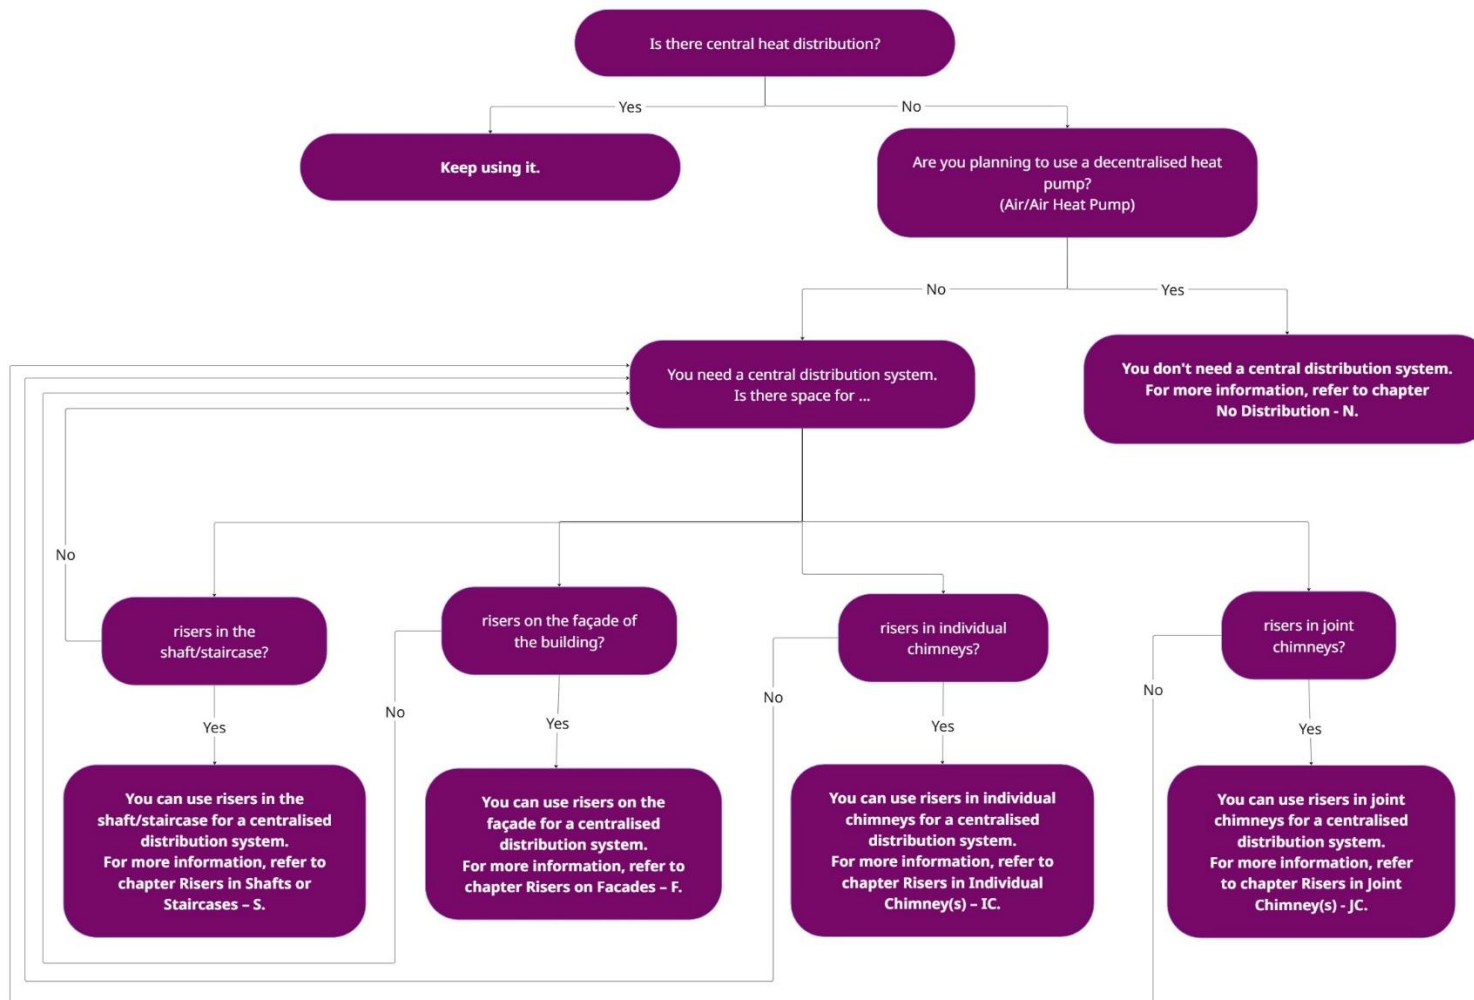 Is there central heat distribution?
Yes
No
Keep using it.
Are you planning to use a decentralised heat
pump?
(Air/Air Heat Pump)
No
Yes
You need a central distribution system.
Is there space for ...
You don't need a central distribution system.
For more information, refer to chapter
No Distribution - N.
No
risers in the
shaft/staircase?
risers on the façade of
the building?
risers in individual
chimneys?
risers in joint
chimneys?
Yes
No
Yes
No
Yes
No
Yes
You can use risers in the
shaft/staircase for a centralised
distribution system.
For more information, refer to
chapter Risers in Shafts or
Staircases – S.
You can use risers on the
façade for a centralised
distribution system.
For more information, refer to
chapter Risers on Facades – F.
You can use risers in individual
chimneys for a centralised
distribution system.
For more information, refer to
chapter Risers in Individual
Chimney(s) – IC.
You can use risers in joint
chimneys for a centralised
distribution system.
For more information, refer
to chapter Risers in Joint
Chimney(s) - JC.